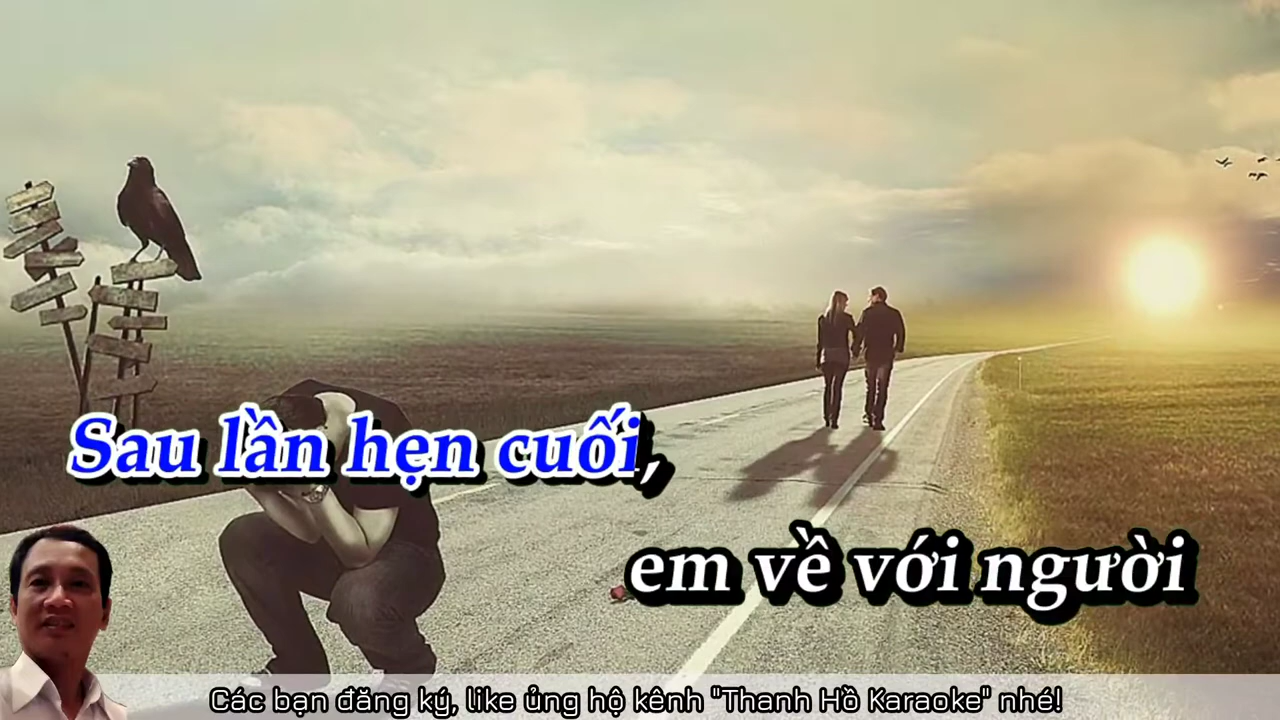 Sau lần hẹn cuối,
em về với người
Các bạn đăng ký, like ủng hộ kênh "Thanh Hồ Karaoke" nhé!